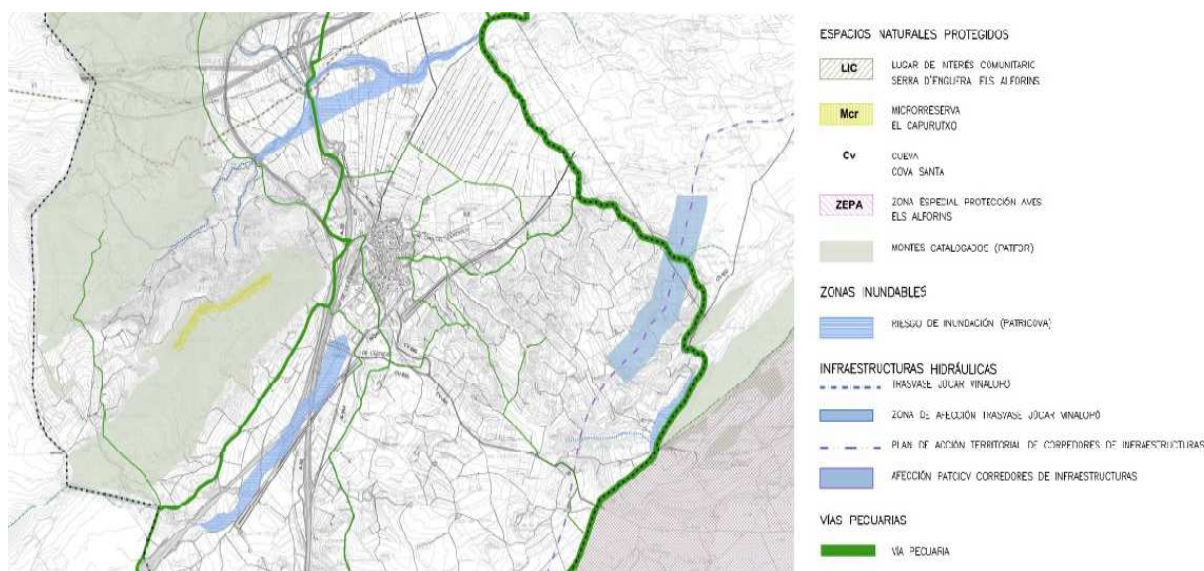 ESPACIOS NATURALES PROTEGIDOS
LIC
LUGAR DE INTERÉS COMUNITARIC
SERRA D'ENGUERA ELS ALFORINS
Mcr
MICRORRESERVA
EL CAPURUTXO
Cv
CUEVA
COVA SANTA
ZEPA
ZONA ESPECIAL PROTECCIÓN AVES
ELS ALFORINS
MONTES CATALOGADOS (PATFOR)
ZONAS INUNDABLES
RIESGO DE INUNDACIÓN (PATRICOVA)
INFRAESTRUCTURAS HIDRÁULICAS
TRASVASE JÚCAR VINALOPÓ
ZONA DE AFECCIÓN TRASVASE JÚCAR VINALOPÓ
PLAN DE ACCIÓN TERRITORIAL DE CORREDORES DE INFRAESTRUCTURAS
AFECCIÓN PATCICV CORREDORES DE INFRAESTRUCTURAS
VÍAS PECUARIAS
VÍA PECUARIA